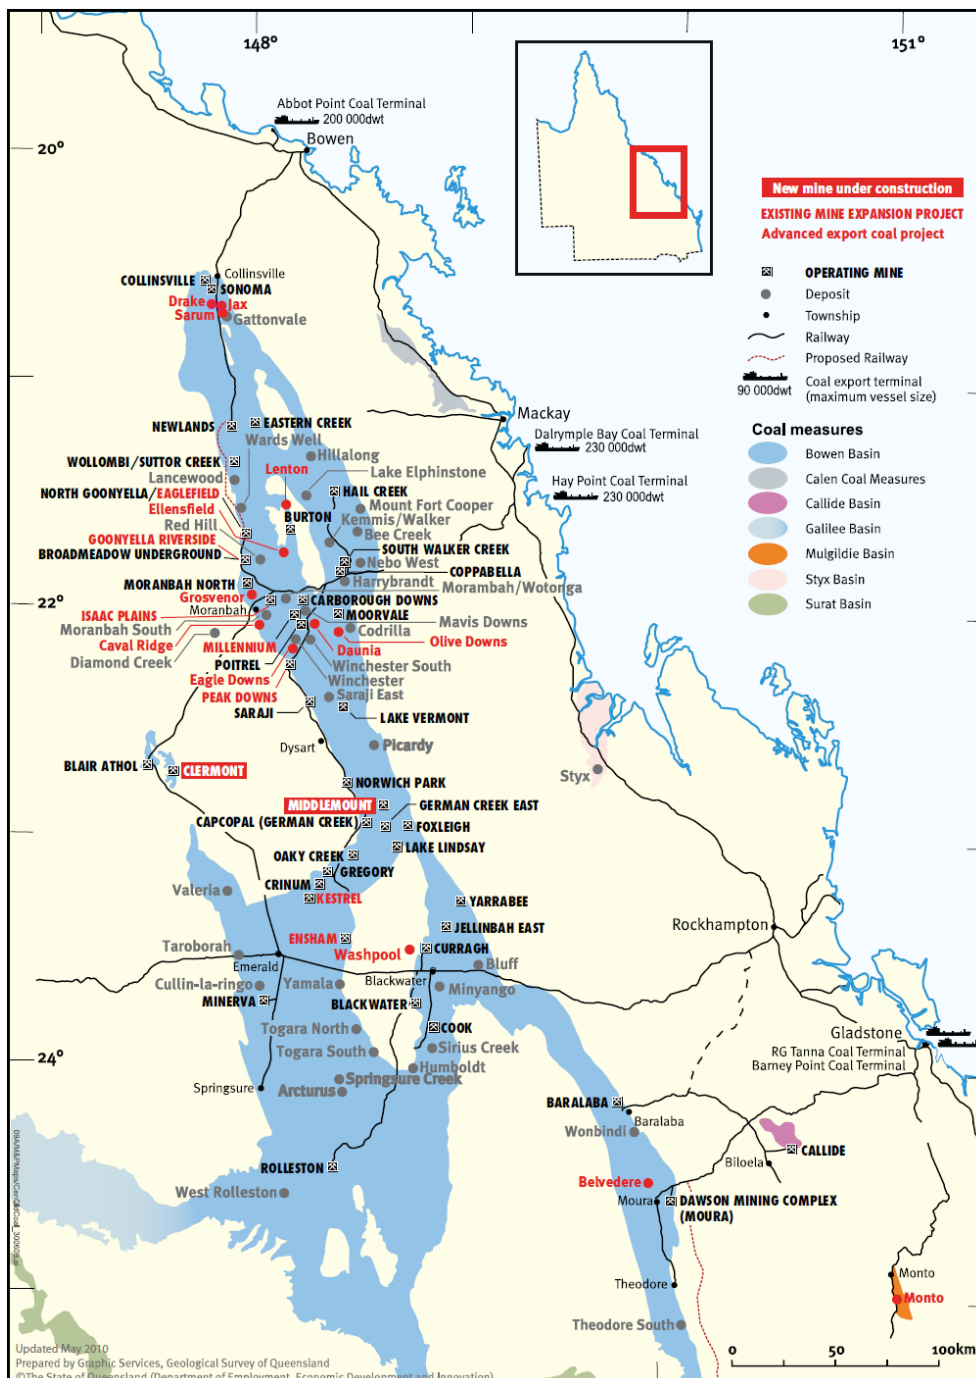 148°
151°
Abbot Point Coal Terminal
200 000dwt
Bowen
20°
New mine under construction
EXISTING MINE EXPANSION PROJECT
Advanced export coal project
OPERATING MINE
Deposit
Township
Railway
Proposed Railway
90 000dwt
Coal export terminal
(maximum vessel size)
Coal measures
Bowen Basin
Calen Coal Measures
Callide Basin
Galilee Basin
Mulgildie Basin
Styx Basin
Surat Basin
COLLINSVILLE
Collinsville
SONOMA
Drake
Jax
Sarum
Gattonvale
Mackay
NEWLANDS
EASTERN CREEK
Wards Well
Hillalong
Dalrymple Bay Coal Terminal
230 000dwt
WOLLOMBI/SUTTOR CREEK
Lenton
Lake Elphinstone
Lancewood
Hay Point Coal Terminal
230 000dwt
NORTH GOONYELLA/EAGLEFIELD
HAIL CREEK
Ellensfield
Mount Fort Cooper
BURTON
Kemmis/Walker
Red Hill
Bee Creek
GOONYELLA RIVERSIDE
BROADMEADOW UNDERGROUND
SOUTH WALKER CREEK
Nebo West
COPPABELLA
MORANBAH NORTH
Harrybrandt
Morambah/Wotonga
Grosvenor
CARBOROUGH DOWNS
22°
Moranbah
ISAAC PLAINS
MOORVALE
Mavis Downs
Moranbah South
Codrilla
Caval Ridge
MILLENNIUM
Daunia
Olive Downs
Diamond Creek
POITREL
Winchester South
Eagle Downs
Winchester
PEAK DOWNS
Saraji East
SARAJI
LAKE VERMONT
Dysart
Picardy
BLAIR ATHOL
CLERMONT
Styx
NORWICH PARK
MIDDLEMOUNT
GERMAN CREEK EAST
CAPCOPAL (GERMAN CREEK)
FOXLEIGH
LAKE LINDSAY
OAKY CREEK
GREGORY
CRINUM
Valeria
KESTREL
YARRABEE
JELLINBAH EAST
Rockhampton
ENSHAM
Taroborah
Washpool
CURRAGH
Emerald
Bluff
Cullin-la-ringo
Yamala
Blackwater
Minyango
MINERVA
BLACKWATER
Togara North
COOK
Gladstone
Togara South
Sirius Creek
RG Tanna Coal Terminal
Barney Point Coal Terminal
24°
Humboldt
Springsure Creek
Springsure
Arcturus
BARALABA
Baralaba
Wonbindi
CALLIDE
Biloela
ROLLESTON
Belvedere
West Rolleston
Moura
DAWSON MINING COMPLEX
(MOURA)
Monto
Theodore
Monto
Theodore South
Updated May 2010
Prepared by Graphic Services, Geological Survey of Queensland
©The State of Queensland (Department of Employment, Economic Development and Innovation)
0 50 100km